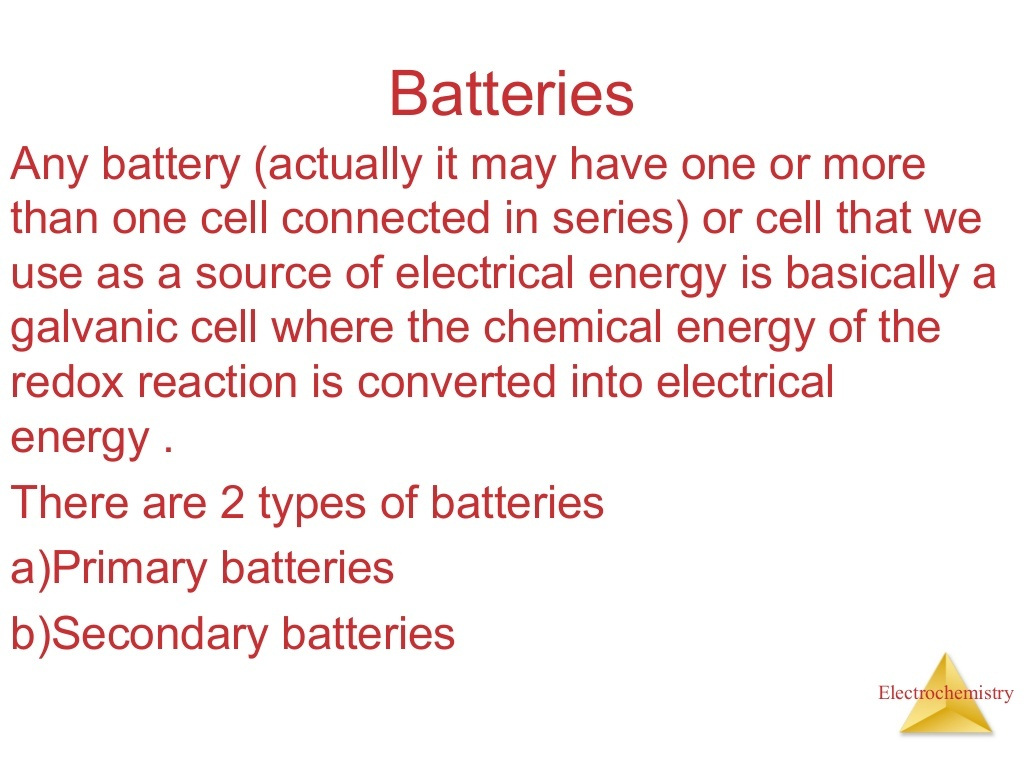 Batteries
Any battery (actually it may have one or more
than one cell connected in series) or cell that we
use as a source of electrical energy is basically a
galvanic cell where the chemical energy of the
redox reaction is converted into electrical
energy .
There are 2 types of batteries
a)Primary batteries
b)Secondary batteries
Electrochemistry